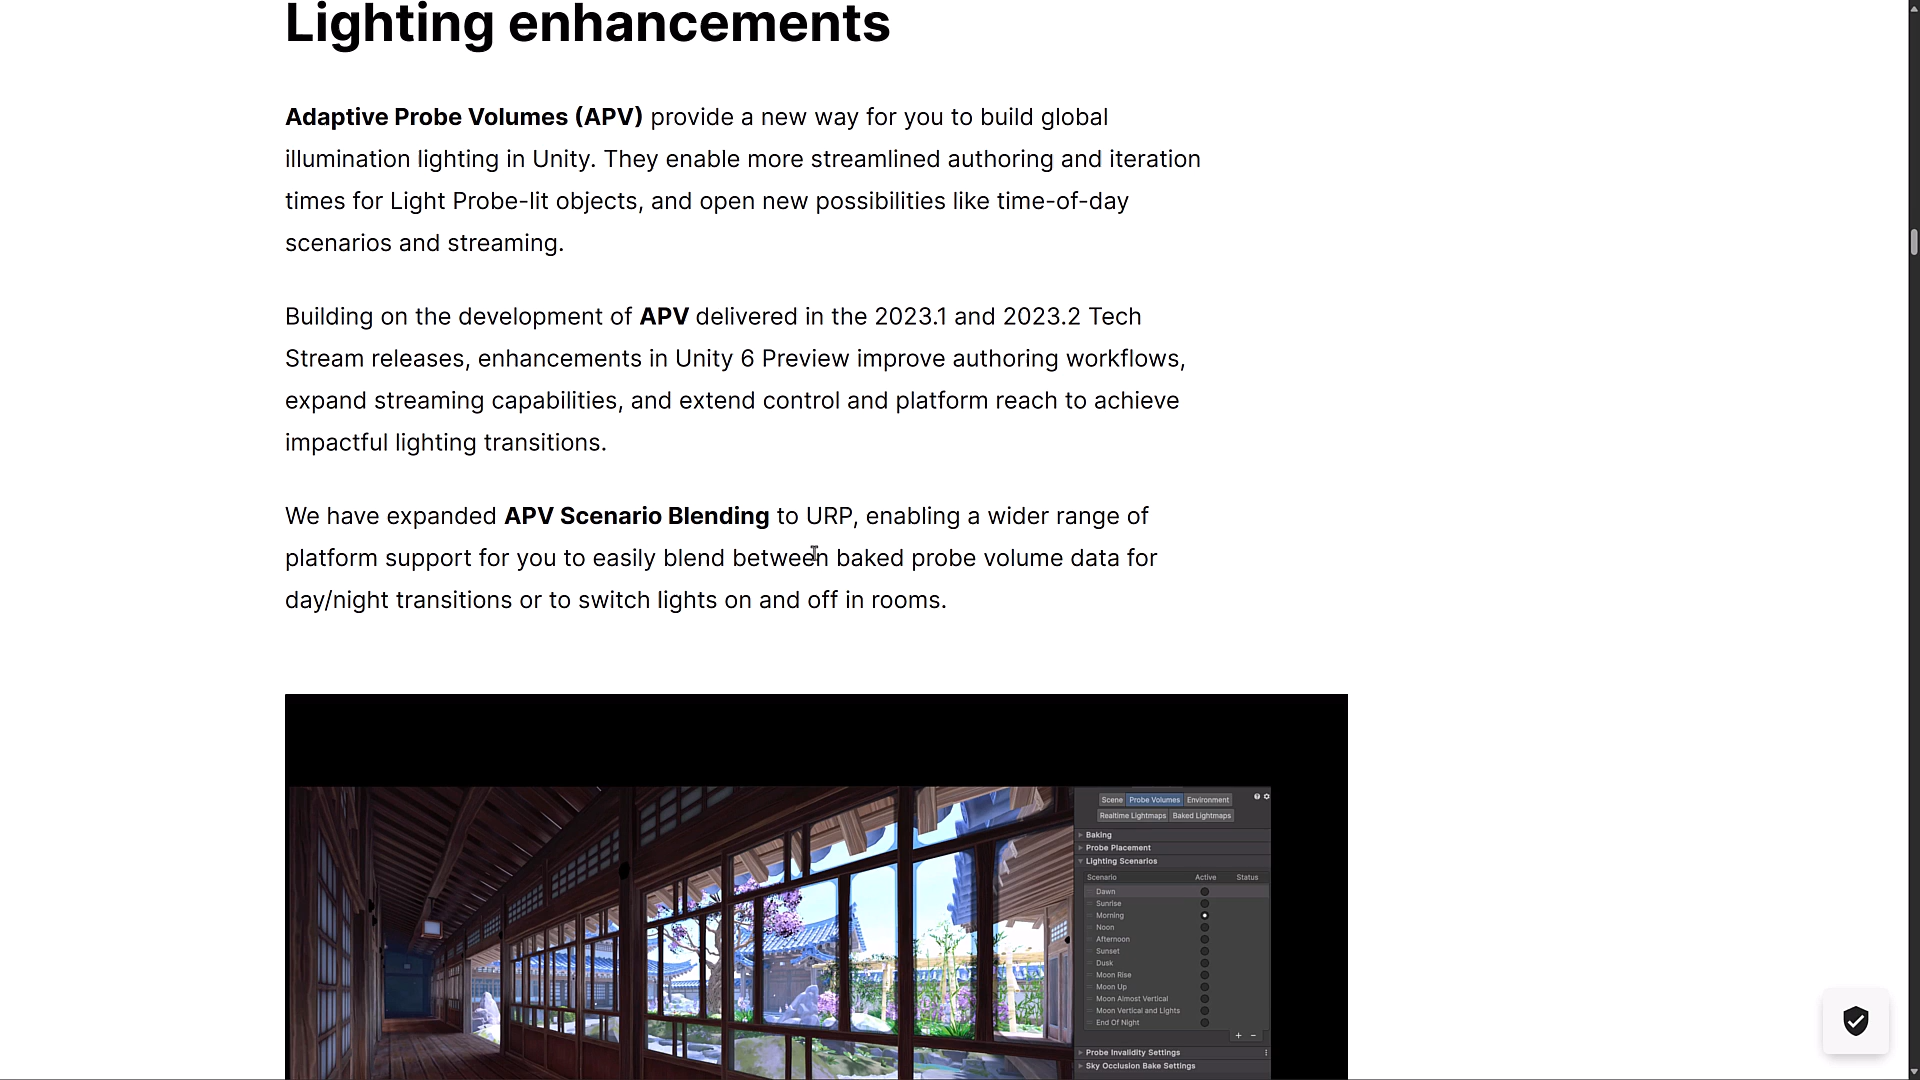 Lighting enhancements
Adaptive Probe Volumes (APV) provide a new way for you to build global
illumination lighting in Unity. They enable more streamlined authoring and iteration
times for Light Probe-lit objects, and open new possibilities like time-of-day
scenarios and streaming.
Building on the development of APV delivered in the 2023.1 and 2023.2 Tech
Stream releases, enhancements in Unity 6 Preview improve authoring workflows,
expand streaming capabilities, and extend control and platform reach to achieve
impactful lighting transitions.
We have expanded APV Scenario Blending to URP, enabling a wider range of
platform support for you to easily blend between baked probe volume data for
day/night transitions or to switch lights on and off in rooms.
Scene Probe Volumes Environment
Realtime Lightmaps Baked Lightmaps
Baking
Probe Placement
Lighting Scenarios
Scenario Active Status
Dawn
Sunrise
Morning
Noon
Afternoon
Sunset
Dusk
Moon Rise
Moon Up
Moon Almost Vertical
Moon Vertical and Lights
End Of Night
+ −
Probe Invalidity Settings
Sky Occlusion Bake Settings